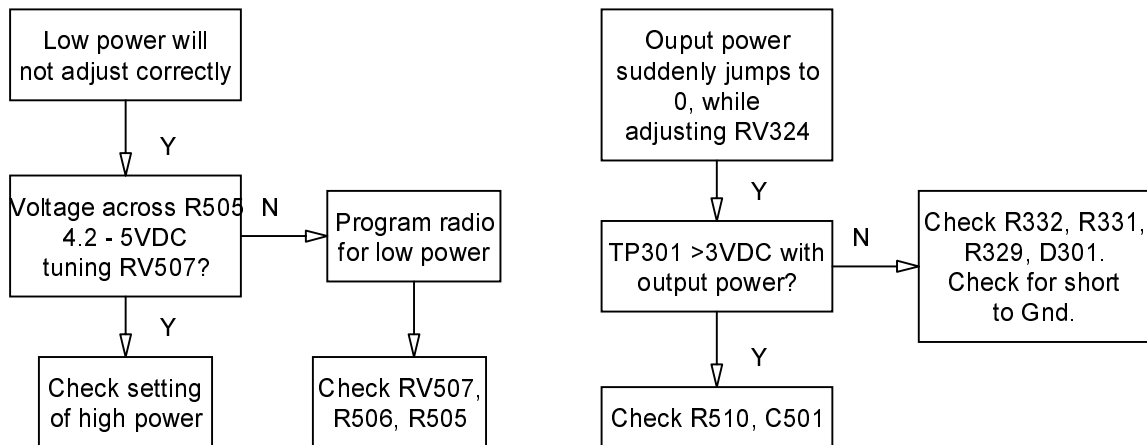 Low power will
not adjust correctly
Y
Voltage across R505
4.2 - 5VDC
tuning RV507?
N
Program radio
for low power
Y
Check setting
of high power
Check RV507,
R506, R505
Ouput power
suddenly jumps to
0, while
adjusting RV324
Y
TP301 >3VDC with
output power?
N
Check R332, R331,
R329, D301.
Check for short
to Gnd.
Y
Check R510, C501